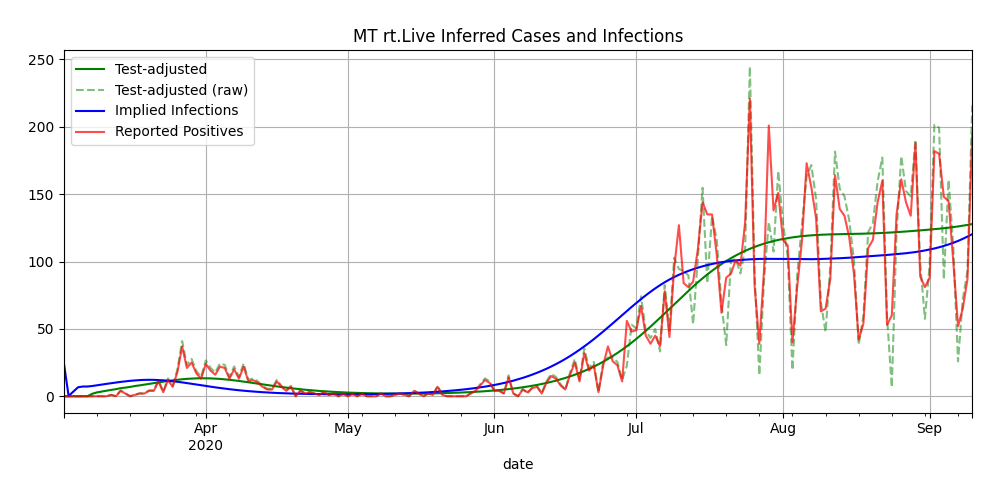 MT rt.Live Inferred Cases and Infections
Test-adjusted
Test-adjusted (raw)
Implied Infections
Reported Positives
250
200
150
100
50
0
Apr May Jun Jul Aug Sep
2020
date